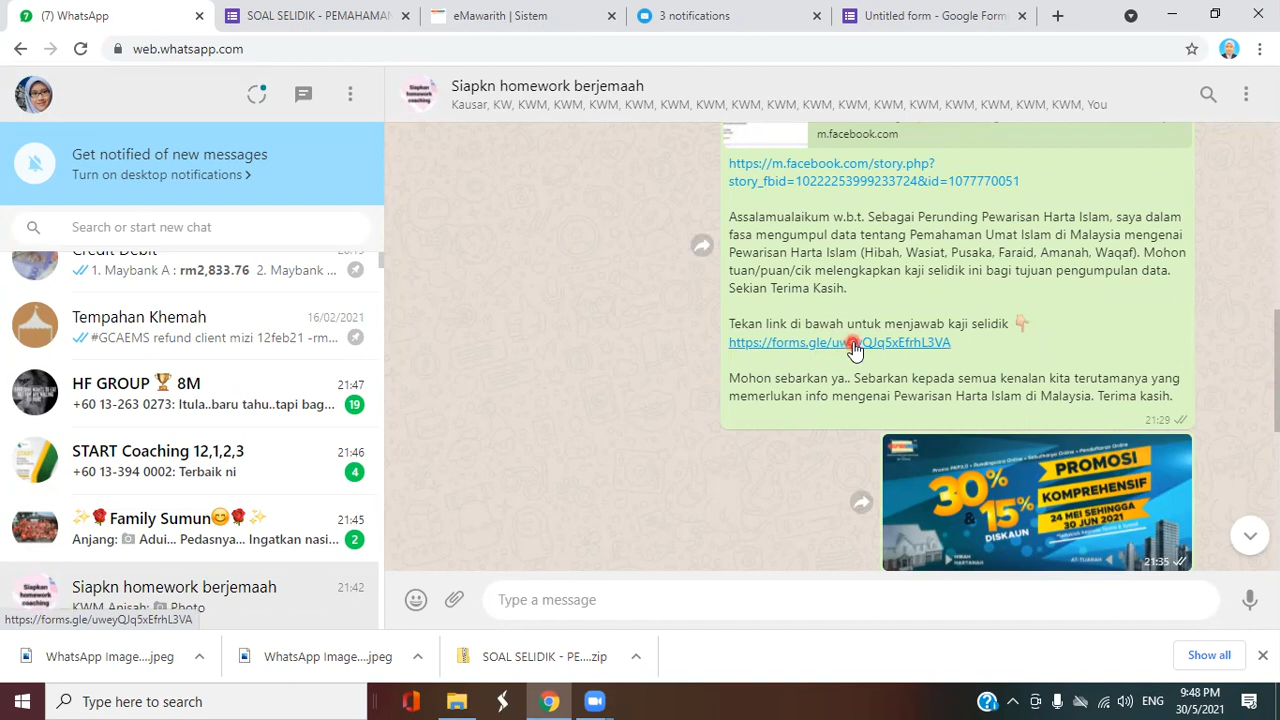 (7) WhatsApp
SOAL SELIDIK - PEMAHAMAN
eMawarith | Sistem
3 notifications
Untitled form - Google Form
web.whatsapp.com
Siapkn homework berjemaah
Kausar, KW, KWM, KWM, KWM, KWM, KWM, KWM, KWM, KWM, KWM, KWM, KWM, KWM, KWM, KWM, KWM, You
Get notified of new messages
Turn on desktop notifications >
Search or start new chat
Credit Debit
1. Maybank A : rm2,833.76 2. Maybank ...
Tempahan Khemah
16/02/2021
#GCAEMS refund client mizi 12feb21 -rm...
HF GROUP 🏆 8M
21:47
+60 13-263 0273: Itula..baru tahu..tapi bag...
19
START Coaching 12,1,2,3
21:46
+60 13-394 0002: Terbaik ni
4
✨🌹Family Sumun😊🌹✨
21:45
Anjang: 📷 Adui... Pedasnya... Ingatkan nasi...
2
Siapkn homework berjemaah
21:42
KWM Anisah: 📷 Photo
https://forms.gle/uweyQJq5xEfrhL3VA
m.facebook.com
https://m.facebook.com/story.php?
story_fbid=10222253999233724&id=1077770051
Assalamualaikum w.b.t. Sebagai Perunding Pewarisan Harta Islam, saya dalam
fasa mengumpul data tentang Pemahaman Umat Islam di Malaysia mengenai
Pewarisan Harta Islam (Hibah, Wasiat, Pusaka, Faraid, Amanah, Waqaf). Mohon
tuan/puan/cik melengkapkan kaji selidik ini bagi tujuan pengumpulan data.
Sekian Terima Kasih.
Tekan link di bawah untuk menjawab kaji selidik 👇🏻
https://forms.gle/uweyQJq5xEfrhL3VA
Mohon sebarkan ya.. Sebarkan kepada semua kenalan kita terutamanya yang
memerlukan info mengenai Pewarisan Harta Islam di Malaysia. Terima kasih.
21:29
30% & 15% DISKAUN
PROMOSI
KOMPREHENSIF
24 MEI SEHINGGA
30 JUN 2021
21:35
Type a message
WhatsApp Image....jpeg
WhatsApp Image....jpeg
SOAL SELIDIK - PE....zip
Show all
Type here to search
ENG
9:48 PM
30/5/2021